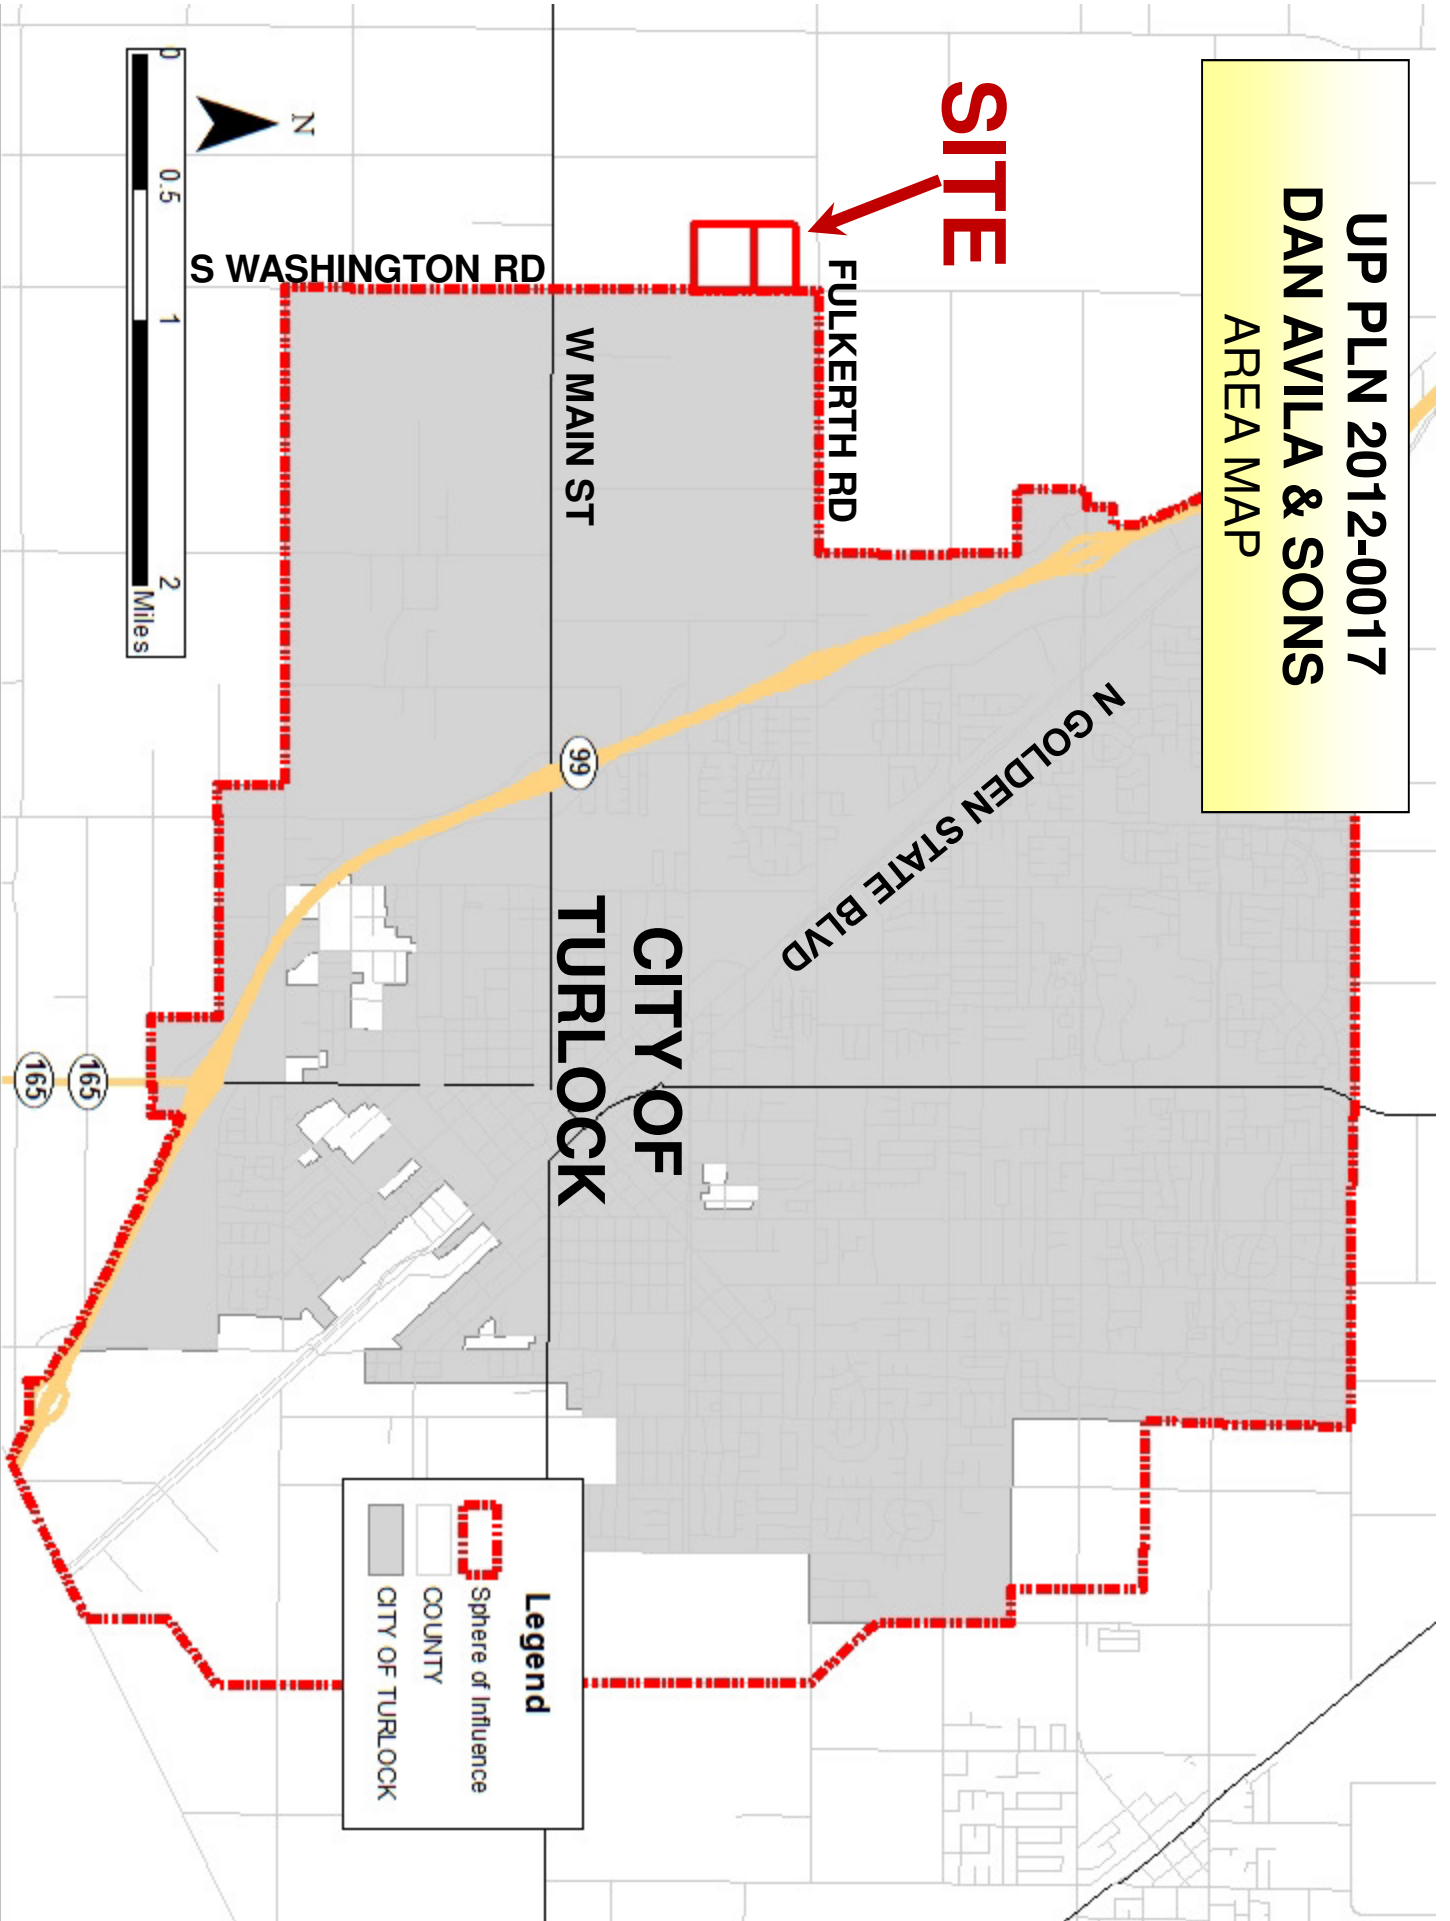 UP PLN 2012-0017
DAN AVILA & SONS
AREA MAP
SITE
FULKERTH RD
N GOLDEN STATE BLVD
W MAIN ST
99
CITY OF
TURLOCK
S WASHINGTON RD
165
165
N
0 0.5 1 2
Miles
Legend
Sphere of Influence
COUNTY
CITY OF TURLOCK